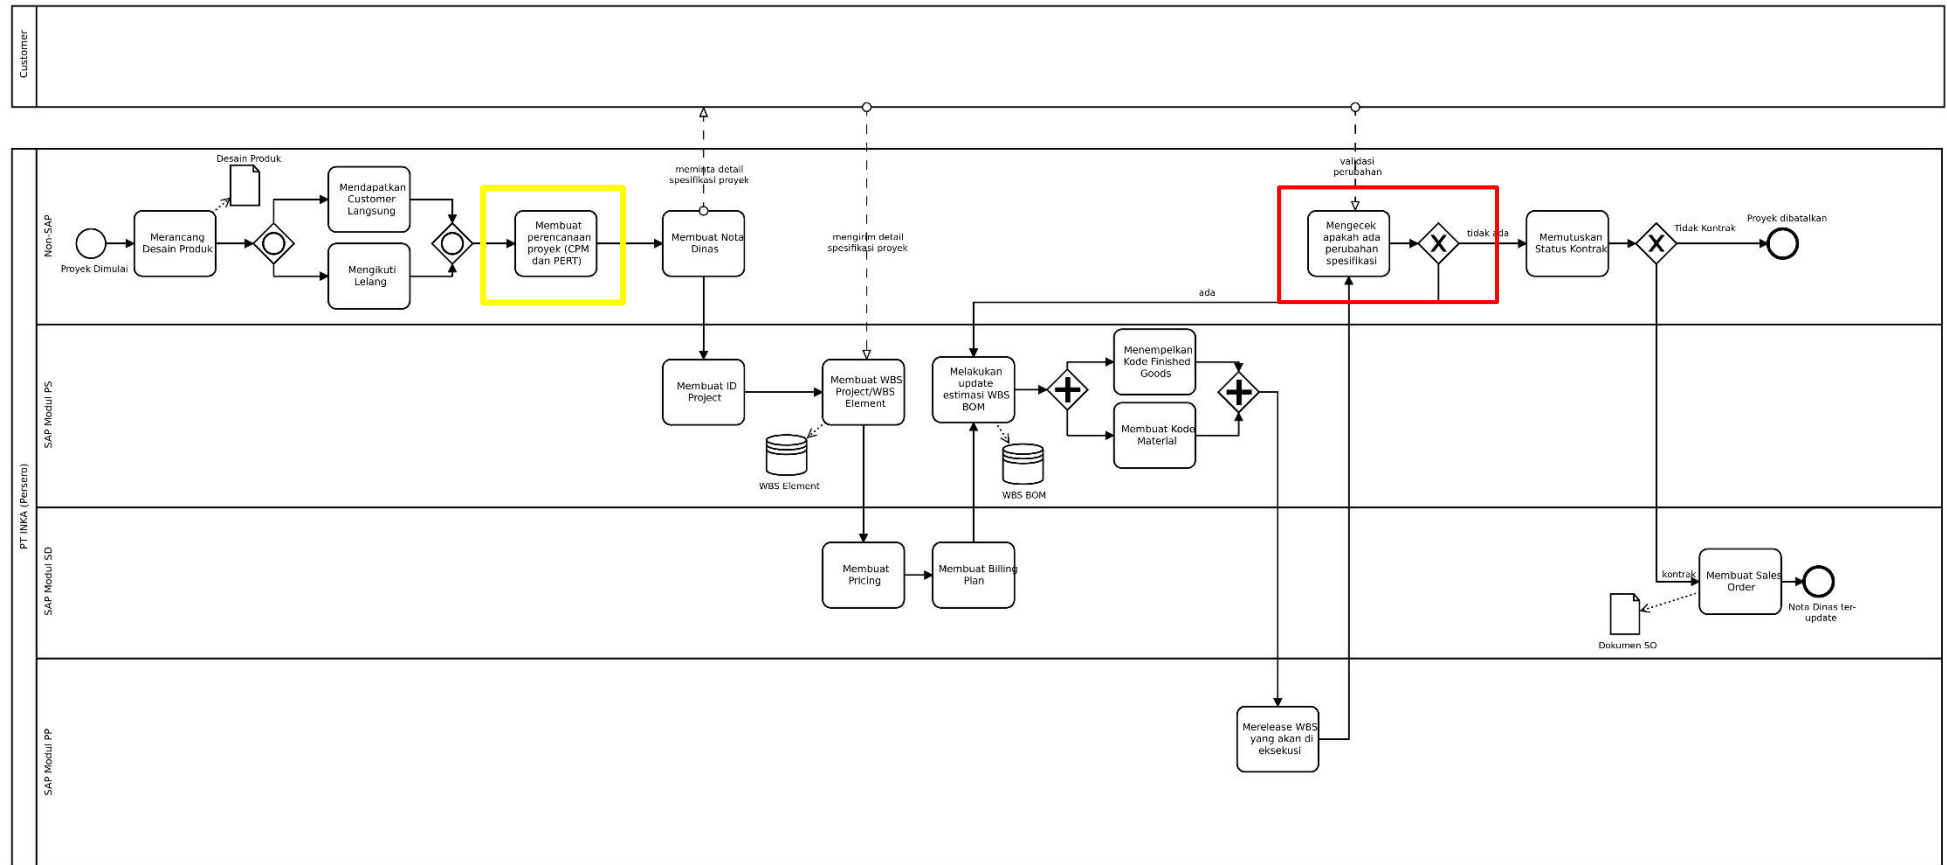 Customer
PT INKA (Persero)
Non-SAP
Proyek Dimulai
Merancang
Desain Produk
Desain Produk
Mendapatkan
Customer
Langsung
Mengikuti
Lelang
Membuat
perencanaan
proyek (CPM
dan PERT)
Membuat Nota
Dinas
meminta detail
spesifikasi proyek
mengirim detail
spesifikasi proyek
validasi
perubahan
Mengecek
apakah ada
perubahan
spesifikasi
ada
tidak ada
Memutuskan
Status Kontrak
Tidak Kontrak
Proyek dibatalkan
SAP Modul PS
Membuat ID
Project
Membuat WBS
Project/WBS
Element
WBS Element
Melakukan
update
estimasi WBS
BOM
WBS BOM
Menempelkan
Kode Finished
Goods
Membuat Kode
Material
SAP Modul SD
Membuat
Pricing
Membuat Billing
Plan
kontrak
Membuat Sales
Order
Dokumen SO
Nota Dinas ter-
update
SAP Modul PP
Merelease WBS
yang akan di
eksekusi